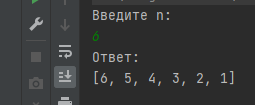 Введите n:
6
Ответ:
[6, 5, 4, 3, 2, 1]